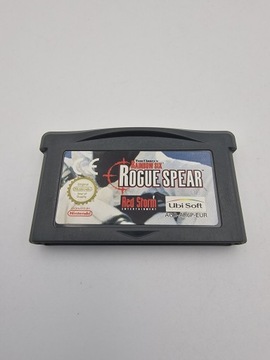 Tom Clancy's
RAINBOW SIX
ROGUE SPEAR
Nintendo
Red Storm
ENTERTAINMENT
Ubi Soft